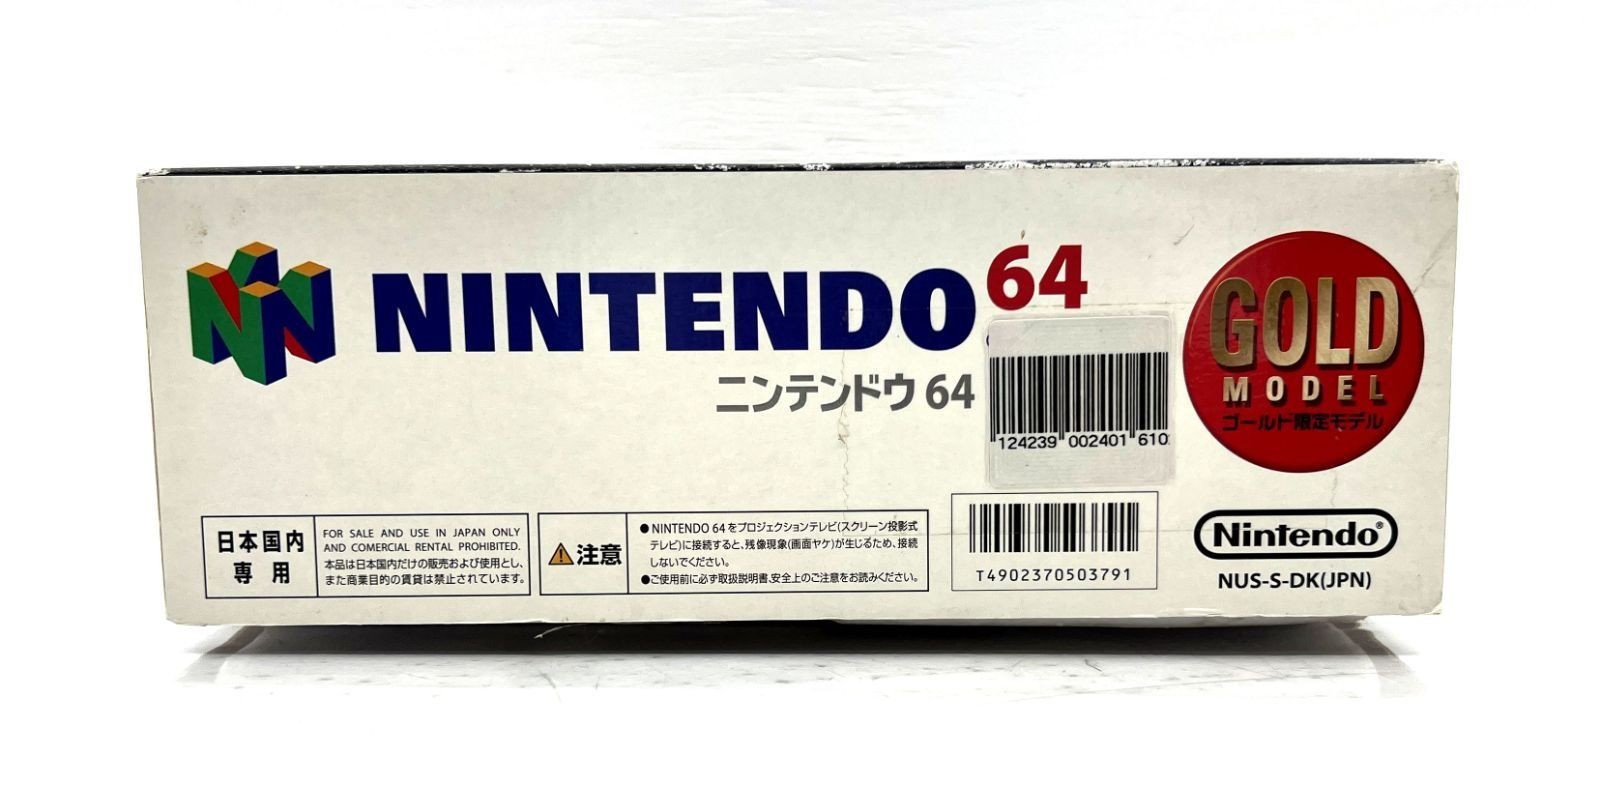 NINTENDO 64
ニンテンドウ 64
GOLD
MODEL
ゴールド限定モデル
124239 002401 610
日本国内
専用
FOR SALE AND USE IN JAPAN ONLY
AND COMERCIAL RENTAL PROHIBITED.
本品は日本国内だけの販売および使用とし、
また商業目的の賃貸は禁止されています。
注意
●NINTENDO 64をプロジェクションテレビ(スクリーン投影式
テレビ)に接続すると、残像現象(画面ヤケ)が生じるため、接続
しないでください。
●ご使用前に必ず取扱説明書、安全上のご注意をお読みください。
T4902370503791
Nintendo®
NUS-S-DK(JPN)